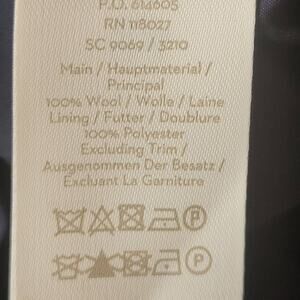 P.O. 614605
RN 118027
SC 9069 / 3210
Main / Hauptmaterial /
Principal
100% Wool / Wolle / Laine
Lining / Futter / Doublure
100% Polyester
Excluding Trim /
Ausgenommen Der Besatz /
Excluant La Garniture
P
P